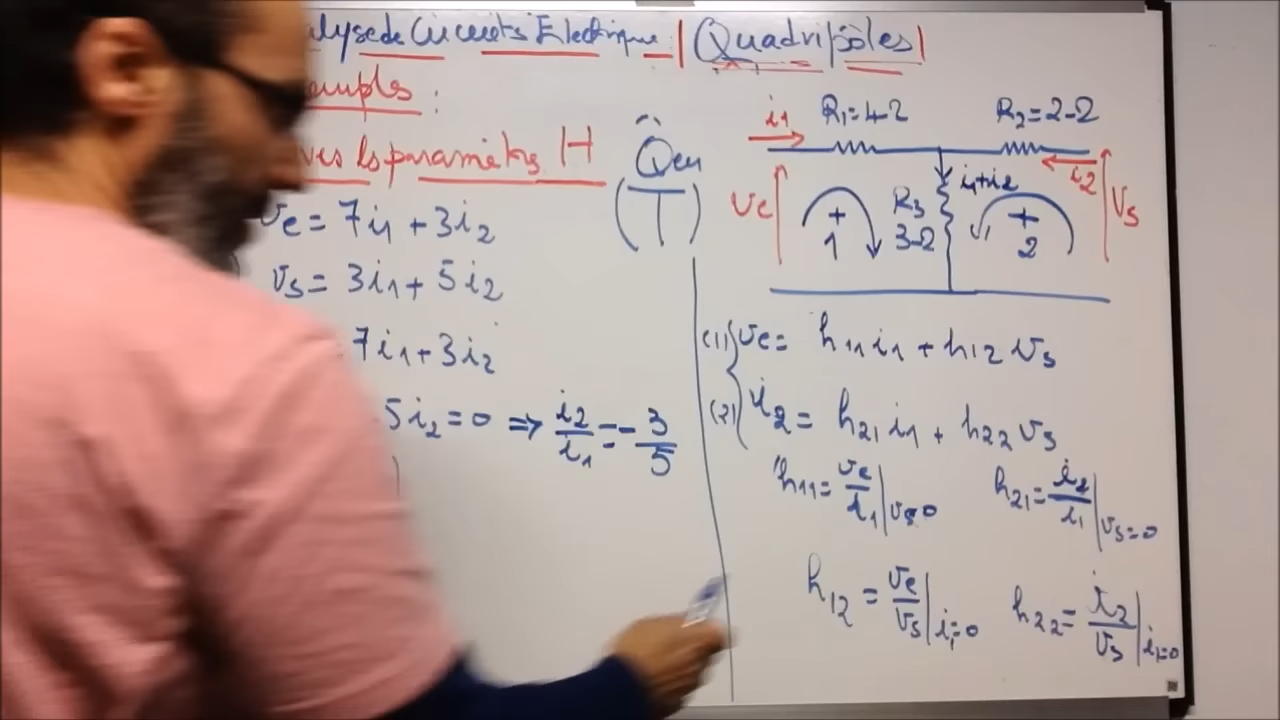 alyse de Circuits Electrique | Quadripôles |
emple :
les paramètres H
Q en
(T)
ve = 7i1 + 3i2
vs = 3i1 + 5i2
7i1 + 3i2
5i2 = 0 ⇒ i2/i1 = - 3/5
i1 R1=4Ω R2=2Ω
i1+i2 i2
ve + 1 R3 3Ω + 2 Vs
(1) ve = h11 i1 + h12 vs
(2) i2 = h21 i1 + h22 vs
h11 = ve/i1 | vs=0 h21 = i2/i1 | vs=0
h12 = ve/vs | i1=0 h22 = i2/vs | i1=0